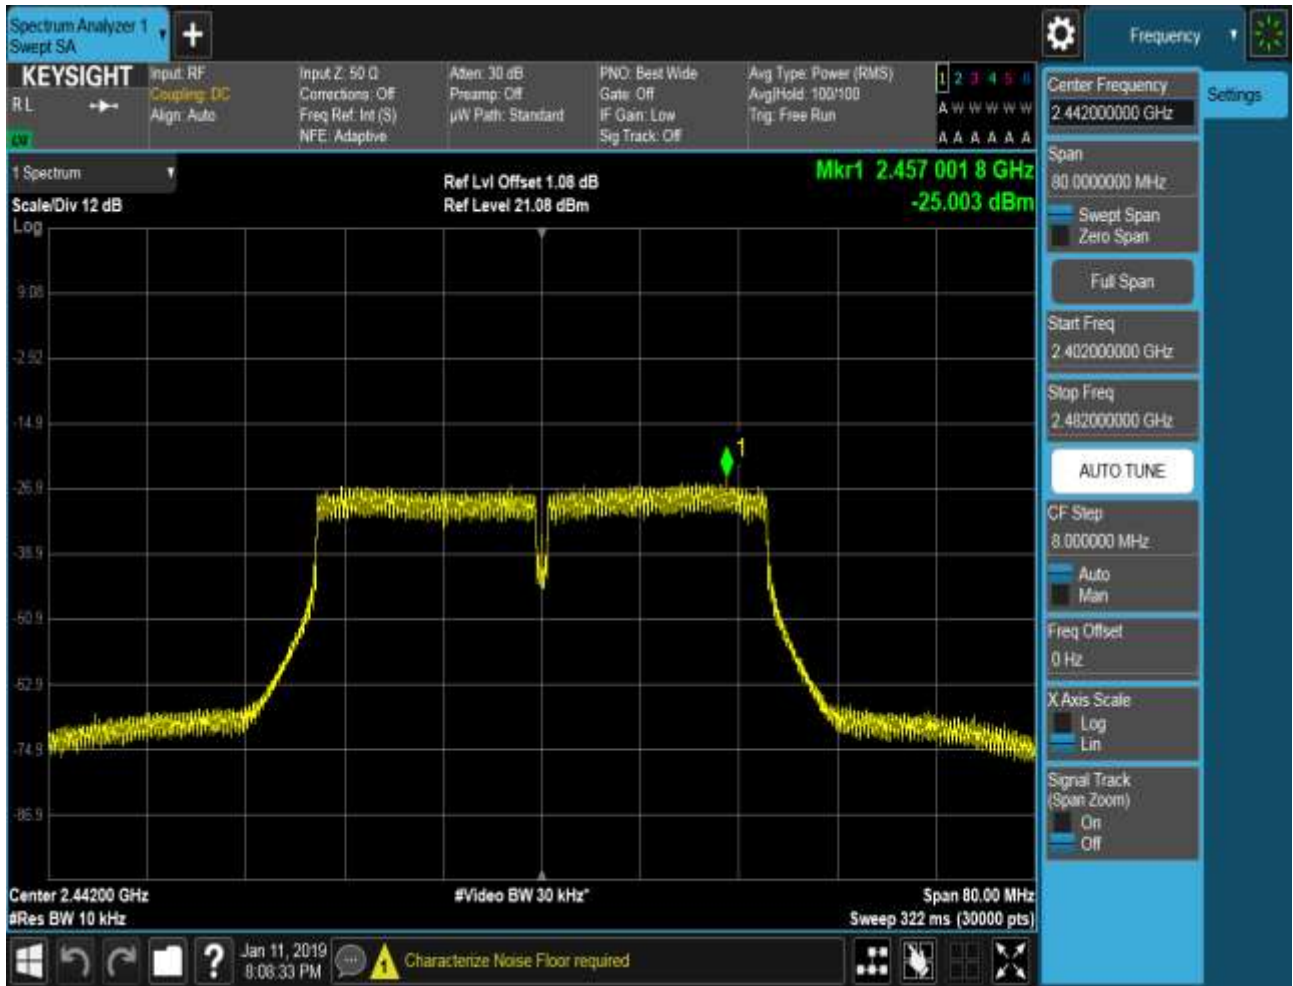 Spectrum Analyzer 1
Swept SA
+
Frequency
KEYSIGHT
R L
Input: RF
Coupling: DC
Align: Auto
Input Z: 50 Ω
Corrections: Off
Freq Ref: Int (S)
NFE: Adaptive
Atten: 30 dB
Preamp: Off
µW Path: Standard
PNO: Best Wide
Gate: Off
IF Gain: Low
Sig Track: Off
Avg Type: Power (RMS)
Avg|Hold: 100/100
Trig: Free Run
1 2 3 4 5 6
A W W W W W
A A A A A A
1 Spectrum
Scale/Div 12 dB
Log
Ref Lvl Offset 1.08 dB
Ref Level 21.08 dBm
Mkr1 2.457 001 8 GHz
-25.003 dBm
9.08
-2.92
-14.9
-26.9
-38.9
-50.9
-62.9
-74.9
-86.9
1
Center 2.44200 GHz
#Res BW 10 kHz
#Video BW 30 kHz*
Span 80.00 MHz
Sweep 322 ms (30000 pts)
Center Frequency
2.442000000 GHz
Settings
Span
80.0000000 MHz
Swept Span
Zero Span
Full Span
Start Freq
2.402000000 GHz
Stop Freq
2.482000000 GHz
AUTO TUNE
CF Step
8.000000 MHz
Auto
Man
Freq Offset
0 Hz
X Axis Scale
Log
Lin
Signal Track
(Span Zoom)
On
Off
?
Jan 11, 2019
8:08:33 PM
1
Characterize Noise Floor required